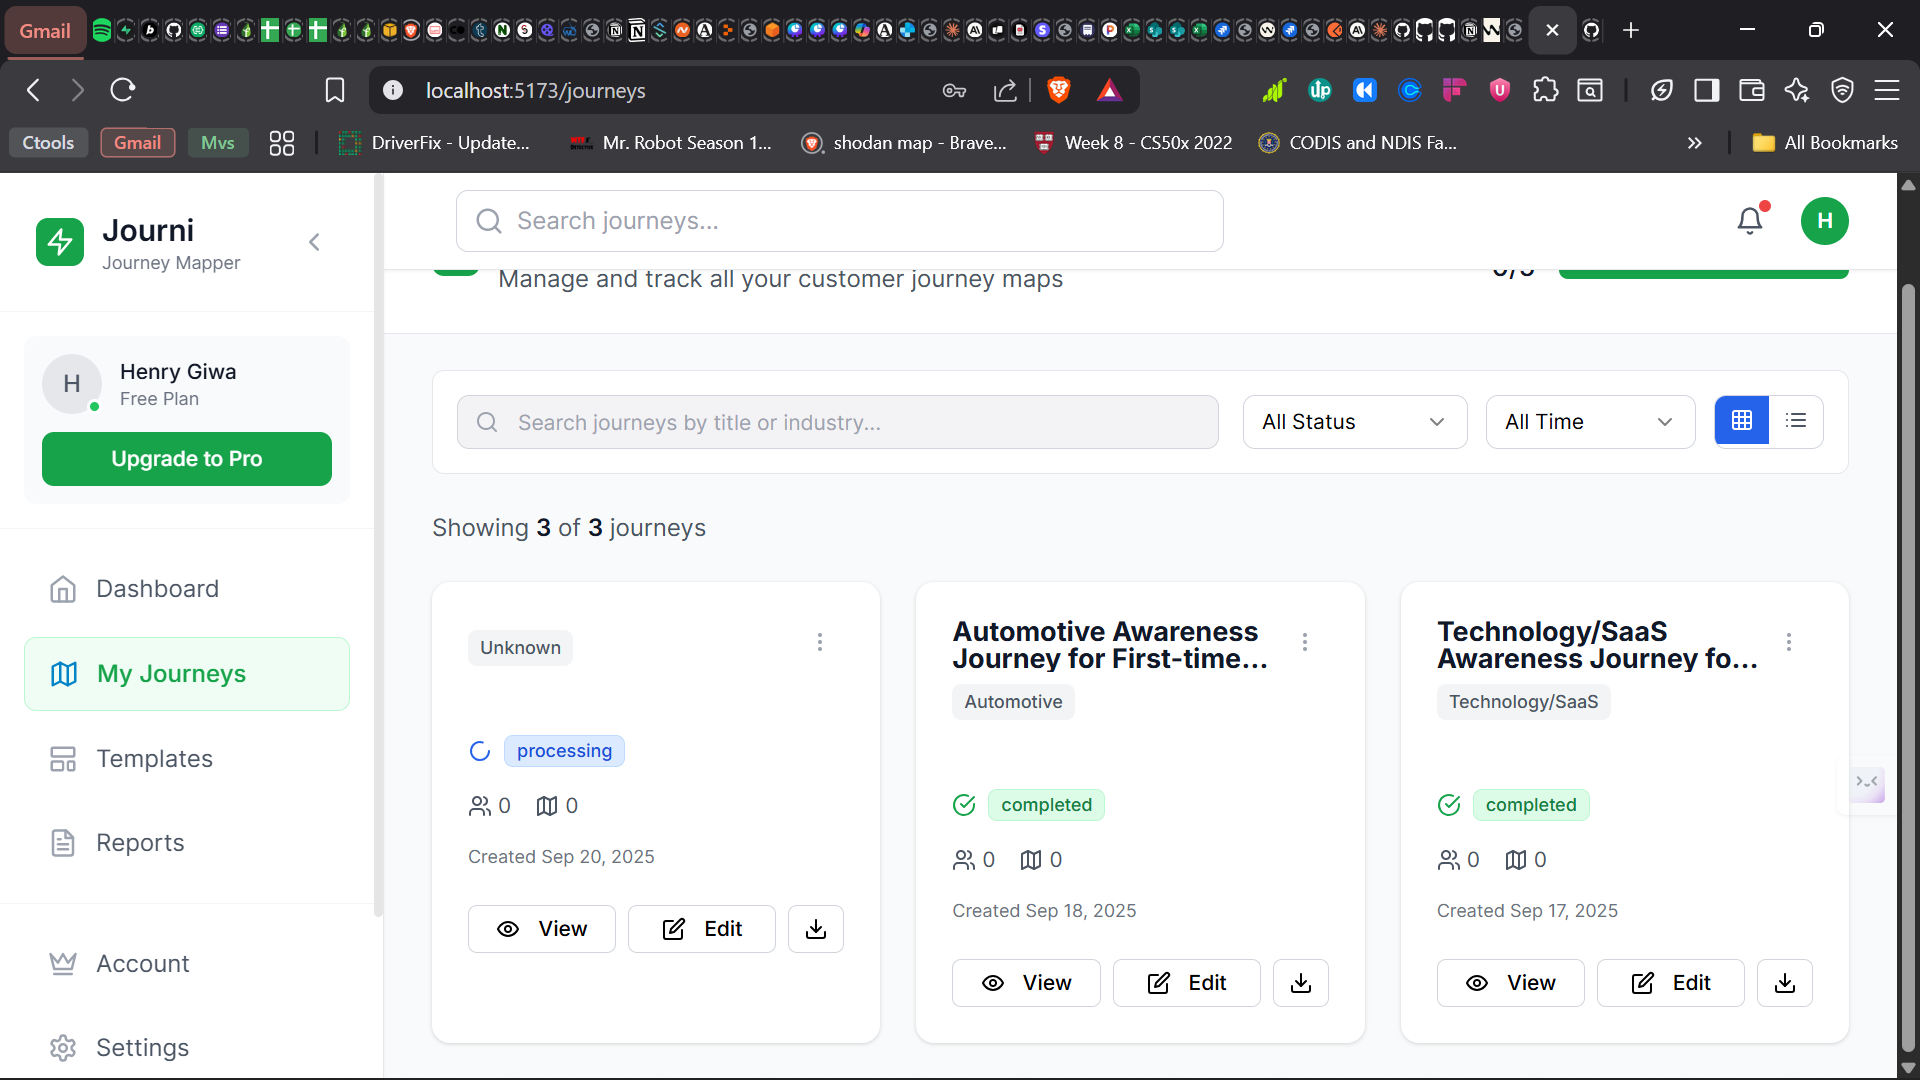 Gmail
localhost:5173/journeys
Ctools
Gmail
Mvs
DriverFix - Update...
Mr. Robot Season 1...
shodan map - Brave...
Week 8 - CS50x 2022
CODIS and NDIS Fa...
All Bookmarks
Journi
Journey Mapper
Search journeys...
H
Manage and track all your customer journey maps
H
Henry Giwa
Free Plan
Upgrade to Pro
Search journeys by title or industry...
All Status
All Time
Showing 3 of 3 journeys
Dashboard
My Journeys
Templates
Reports
Account
Settings
Unknown
processing
0
0
Created Sep 20, 2025
View
Edit
Automotive Awareness
Journey for First-time...
Automotive
completed
0
0
Created Sep 18, 2025
View
Edit
Technology/SaaS
Awareness Journey fo...
Technology/SaaS
completed
0
0
Created Sep 17, 2025
View
Edit